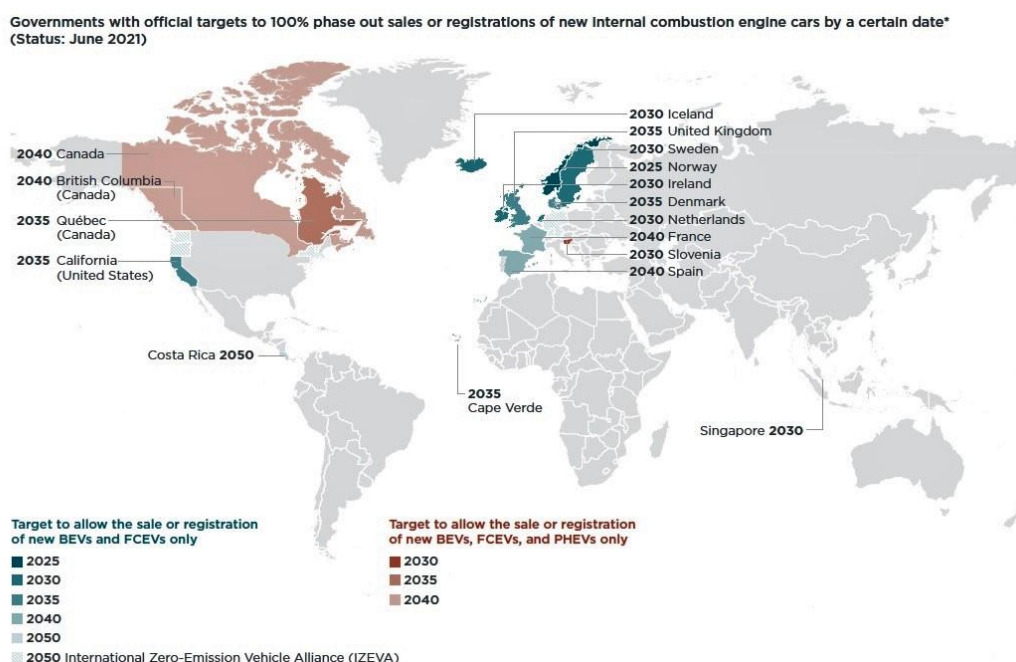 Governments with official targets to 100% phase out sales or registrations of new internal combustion engine cars by a certain date*
(Status: June 2021)
2030 Iceland
2035 United Kingdom
2030 Sweden
2025 Norway
2030 Ireland
2035 Denmark
2030 Netherlands
2040 France
2030 Slovenia
2040 Spain
2040 Canada
2040 British Columbia
(Canada)
2035 Québec
(Canada)
2035 California
(United States)
Costa Rica 2050
2035
Cape Verde
Singapore 2030
Target to allow the sale or registration
of new BEVs and FCEVs only
2025
2030
2035
2040
2050
2050 International Zero-Emission Vehicle Alliance (IZEVA)
Target to allow the sale or registration
of new BEVs, FCEVs, and PHEVs only
2030
2035
2040